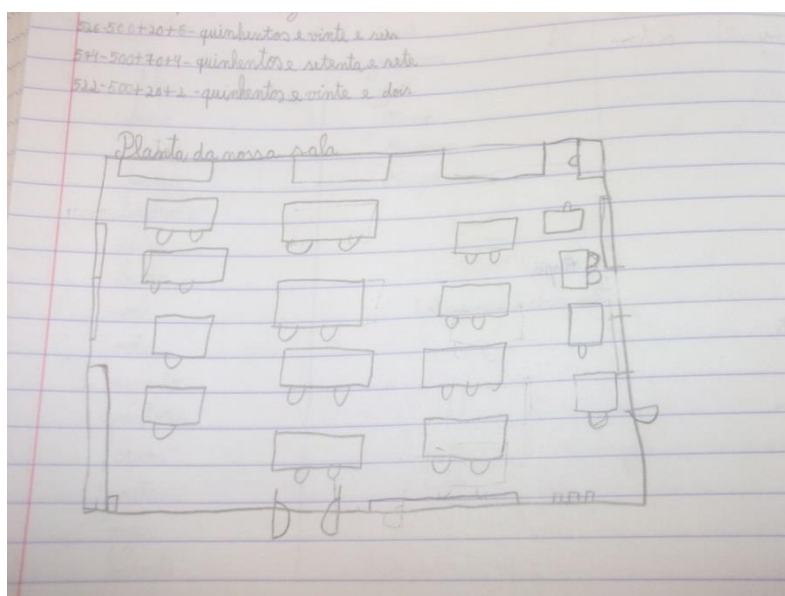 526-500+20+6-quinhentos e vinte e seis
574-500+70+4-quinhentos e setenta e sete
522-500+20+2-quinhentos e vinte e dois
Planta da nossa sala